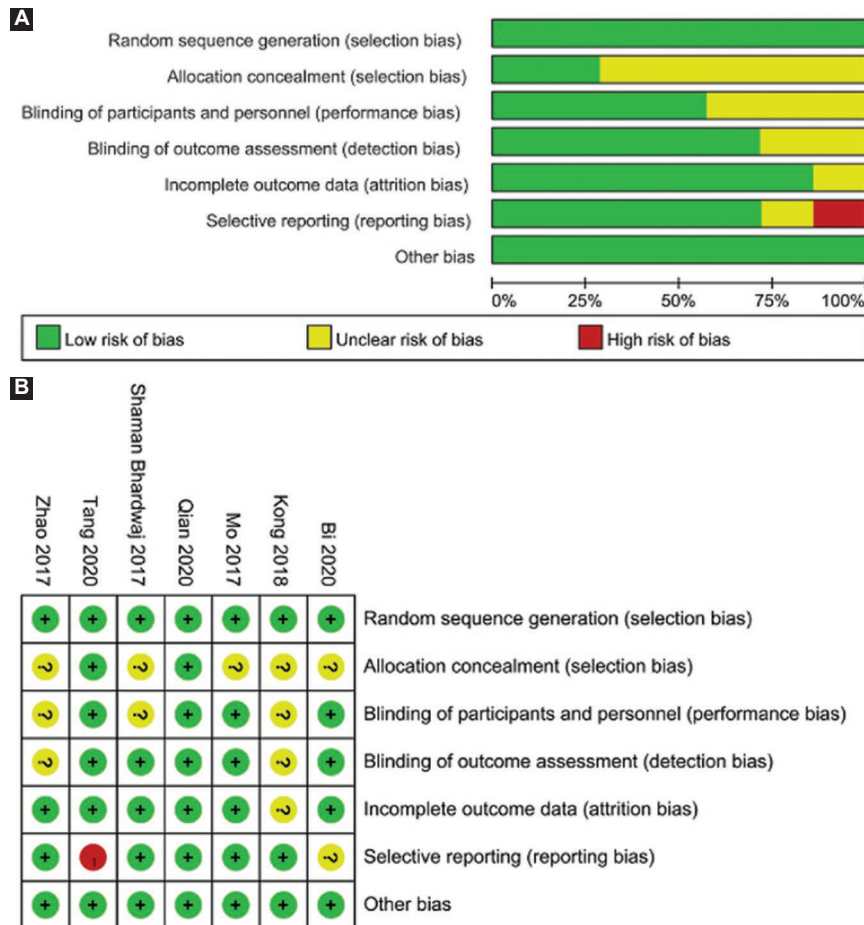 A
Random sequence generation (selection bias)
Allocation concealment (selection bias)
Blinding of participants and personnel (performance bias)
Blinding of outcome assessment (detection bias)
Incomplete outcome data (attrition bias)
Selective reporting (reporting bias)
Other bias
0% 25% 50% 75% 100%
Low risk of bias Unclear risk of bias High risk of bias
B
Zhao 2017
Tang 2020
Shaman Bhardwaj 2017
Qian 2020
Mo 2017
Kong 2018
Bi 2020
+ + + + + + + Random sequence generation (selection bias)
? + ? + ? ? ? Allocation concealment (selection bias)
? + ? + + ? + Blinding of participants and personnel (performance bias)
? + + + + ? + Blinding of outcome assessment (detection bias)
+ + + + + ? + Incomplete outcome data (attrition bias)
+ – + + + + ? Selective reporting (reporting bias)
+ + + + + + + Other bias